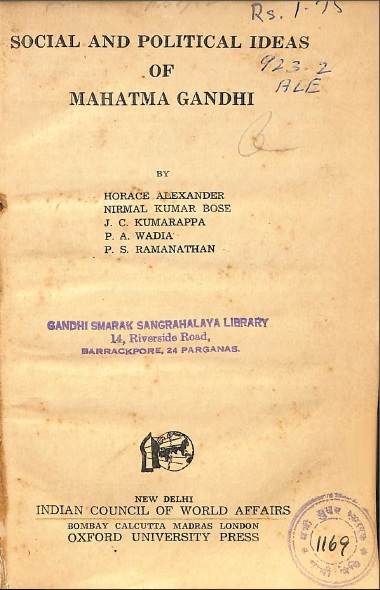 Rs. 1-75
SOCIAL AND POLITICAL IDEAS
923.2
OF
ALE
MAHATMA GANDHI
BY
HORACE ALEXANDER
NIRMAL KUMAR BOSE
J. C. KUMARAPPA
P. A. WADIA
P. S. RAMANATHAN
GANDHI SMARAK SANGRAHALAYA LIBRARY
14, Riverside Road,
BARRACKPORE, 24 PARGANAS.
NEW DELHI
INDIAN COUNCIL OF WORLD AFFAIRS
BOMBAY CALCUTTA MADRAS LONDON
OXFORD UNIVERSITY PRESS
1169